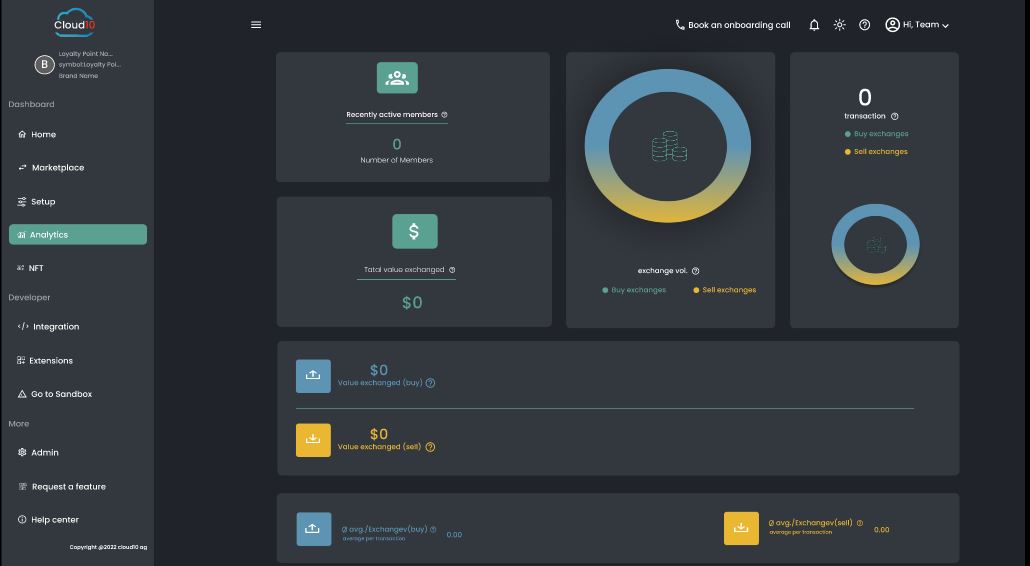 Cloud10
B
Loyalty Point No...
symbol:Loyalty Poi...
Brand Name
Dashboard
Home
Marketplace
Setup
Analytics
NFT
Developer
Integration
Extensions
Go to Sandbox
More
Admin
Request a feature
Help center
Copyright @2022 cloud10 ag
Book an onboarding call
Hi, Team
Recently active members
0
Number of Members
$
Total value exchanged
$0
exchange vol.
Buy exchanges
Sell exchanges
0
transaction
Buy exchanges
Sell exchanges
$0
Value exchanged (buy)
$0
Value exchanged (sell)
Ø avg./Exchangev(buy)
average per transaction
0.00
Ø avg./Exchangev(sell)
average per transaction
0.00